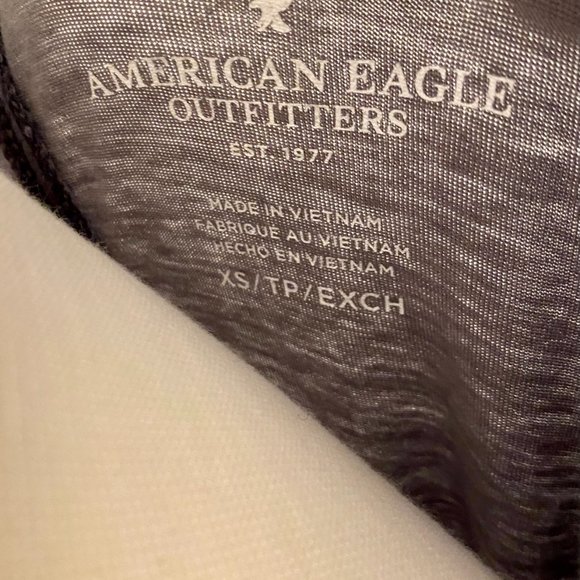 AMERICAN EAGLE
OUTFITTERS
EST. 1977
MADE IN VIETNAM
FABRIQUE AU VIETNAM
HECHO EN VIETNAM
XS/TP/EXCH